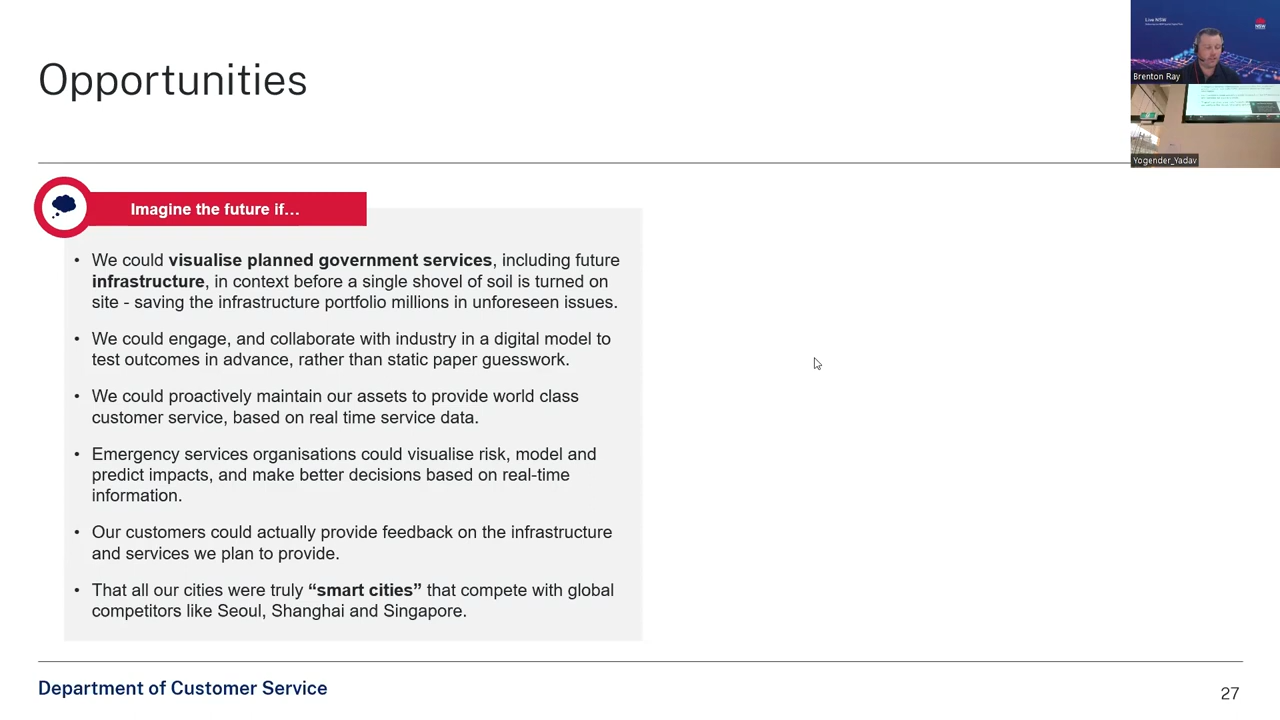 Opportunities
Live NSW
NSW
Brenton Ray
Yogender_Yadav
Imagine the future if...
• We could visualise planned government services, including future
infrastructure, in context before a single shovel of soil is turned on
site - saving the infrastructure portfolio millions in unforeseen issues.
• We could engage, and collaborate with industry in a digital model to
test outcomes in advance, rather than static paper guesswork.
• We could proactively maintain our assets to provide world class
customer service, based on real time service data.
• Emergency services organisations could visualise risk, model and
predict impacts, and make better decisions based on real-time
information.
• Our customers could actually provide feedback on the infrastructure
and services we plan to provide.
• That all our cities were truly “smart cities” that compete with global
competitors like Seoul, Shanghai and Singapore.
Department of Customer Service
27